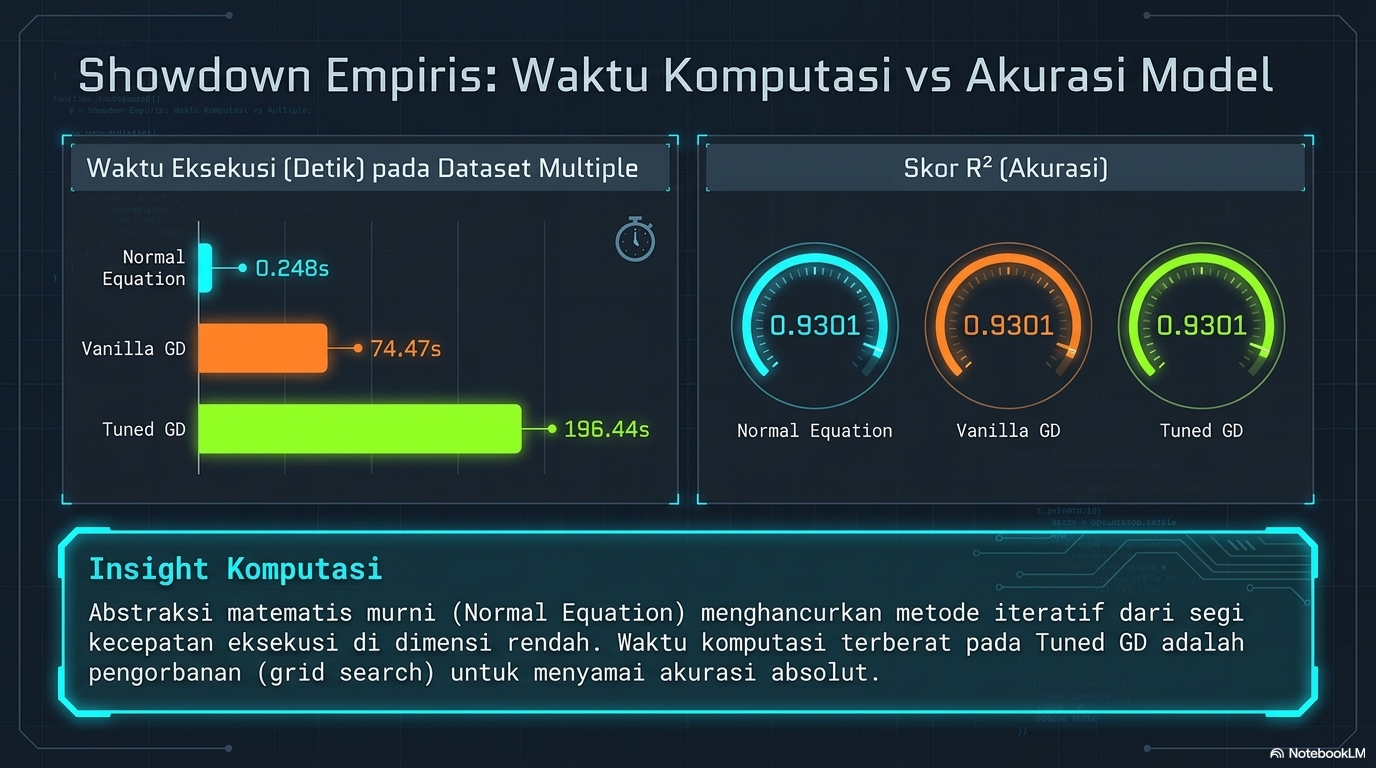 Showdown Empiris: Waktu Komputasi vs Akurasi Model
Waktu Eksekusi (Detik) pada Dataset Multiple
Normal
Equation
0.248s
Vanilla GD
74.47s
Tuned GD
196.44s
Skor R² (Akurasi)
0.9301
0.9301
0.9301
Normal Equation
Vanilla GD
Tuned GD
Insight Komputasi
Abstraksi matematis murni (Normal Equation) menghancurkan metode iteratif dari segi
kecepatan eksekusi di dimensi rendah. Waktu komputasi terberat pada Tuned GD adalah
pengorbanan (grid search) untuk menyamai akurasi absolut.
NotebookLM